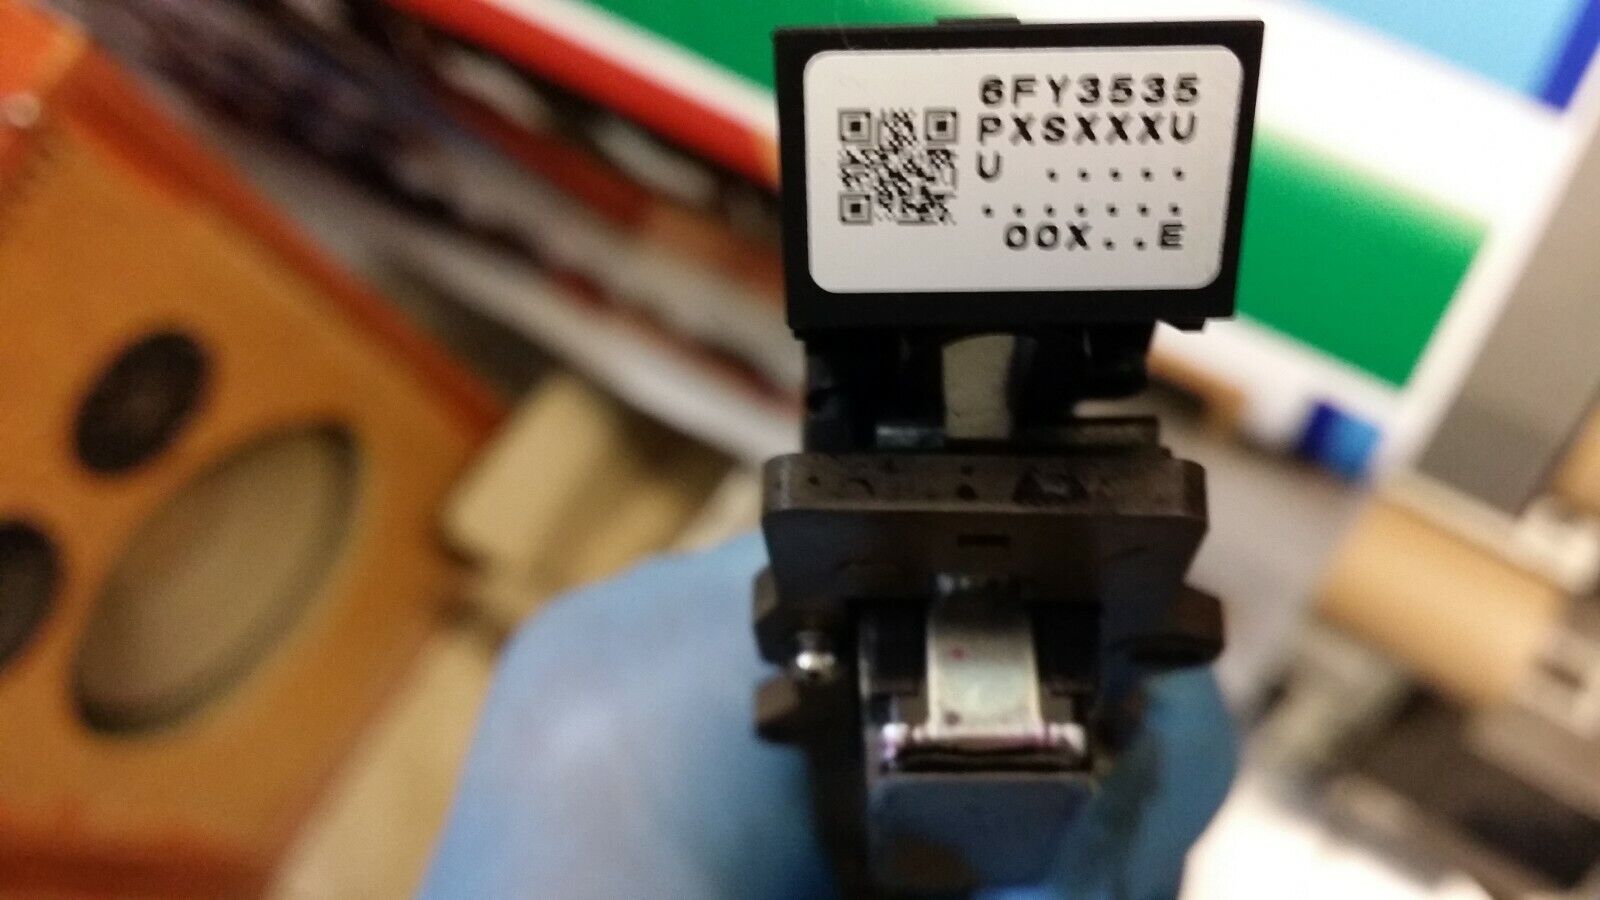 6FY3535
PXSXXXU
U .....
.......
00X..E